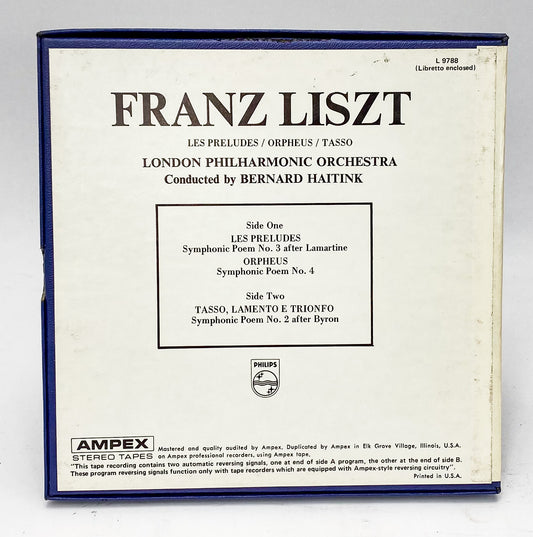 L 9788
(Libretto enclosed)
FRANZ LISZT
LES PRELUDES / ORPHEUS / TASSO
LONDON PHILHARMONIC ORCHESTRA
Conducted by BERNARD HAITINK
Side One
LES PRELUDES
Symphonic Poem No. 3 after Lamartine
ORPHEUS
Symphonic Poem No. 4
Side Two
TASSO, LAMENTO E TRIONFO
Symphonic Poem No. 2 after Byron
PHILIPS
AMPEX
STEREO TAPES
Mastered and quality audited by Ampex, Duplicated by Ampex in Elk Grove Village, Illinois, U.S.A.
on Ampex professional recorders, using Ampex tape,
"This tape recording contains two automatic reversing signals, one at end of side A program, the other at the end of side B.
These program reversing signals function only with tape recorders which are equipped with Ampex-style reversing circuitry".
Printed in U.S.A.